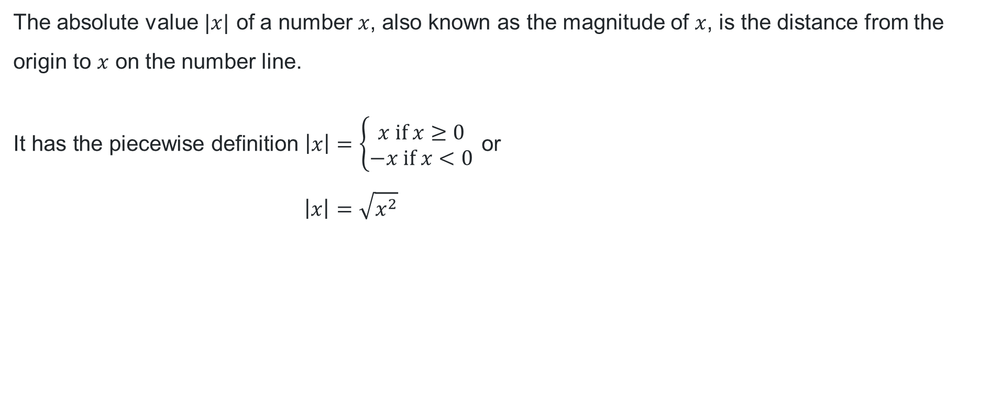 The absolute value |x| of a number x, also known as the magnitude of x, is the distance from the
origin to x on the number line.
It has the piecewise definition |x| = { x if x ≥ 0
−x if x < 0 or
|x| = √x²